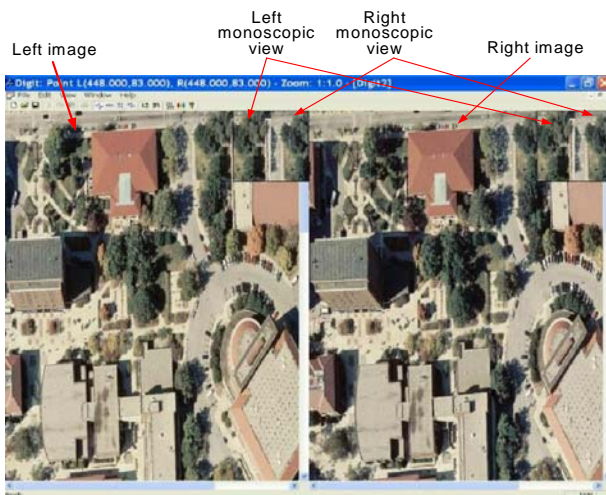 Left image
Left
monoscopic
view
Right
monoscopic
view
Right image
Digit: Point L(448.000,83.000), R(448.000,83.000) - Zoom: 1:1.0 - [Digit2]
File Edit View Window Help